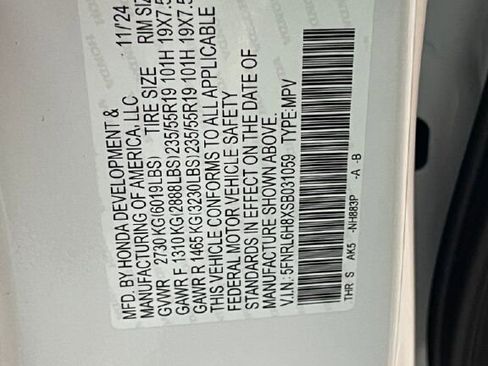 MFD. BY HONDA DEVELOPMENT & 11/'24
MANUFACTURING OF AMERICA, LLC
GVWR 2730 KG(6019LBS) TIRE SIZE RIM SIZ
GAWR F 1310 KG(2888LBS)235/55R19 101H 19X7.5
GAWR R 1465 KG(3230LBS)235/55R19 101H 19X7.5
THIS VEHICLE CONFORMS TO ALL APPLICABLE
FEDERAL MOTOR VEHICLE SAFETY
STANDARDS IN EFFECT ON THE DATE OF
MANUFACTURE SHOWN ABOVE.
V.I.N.: 5FNRL6H8XSB031059 TYPE:MPV
THR S AK5 -NH883P -A -B